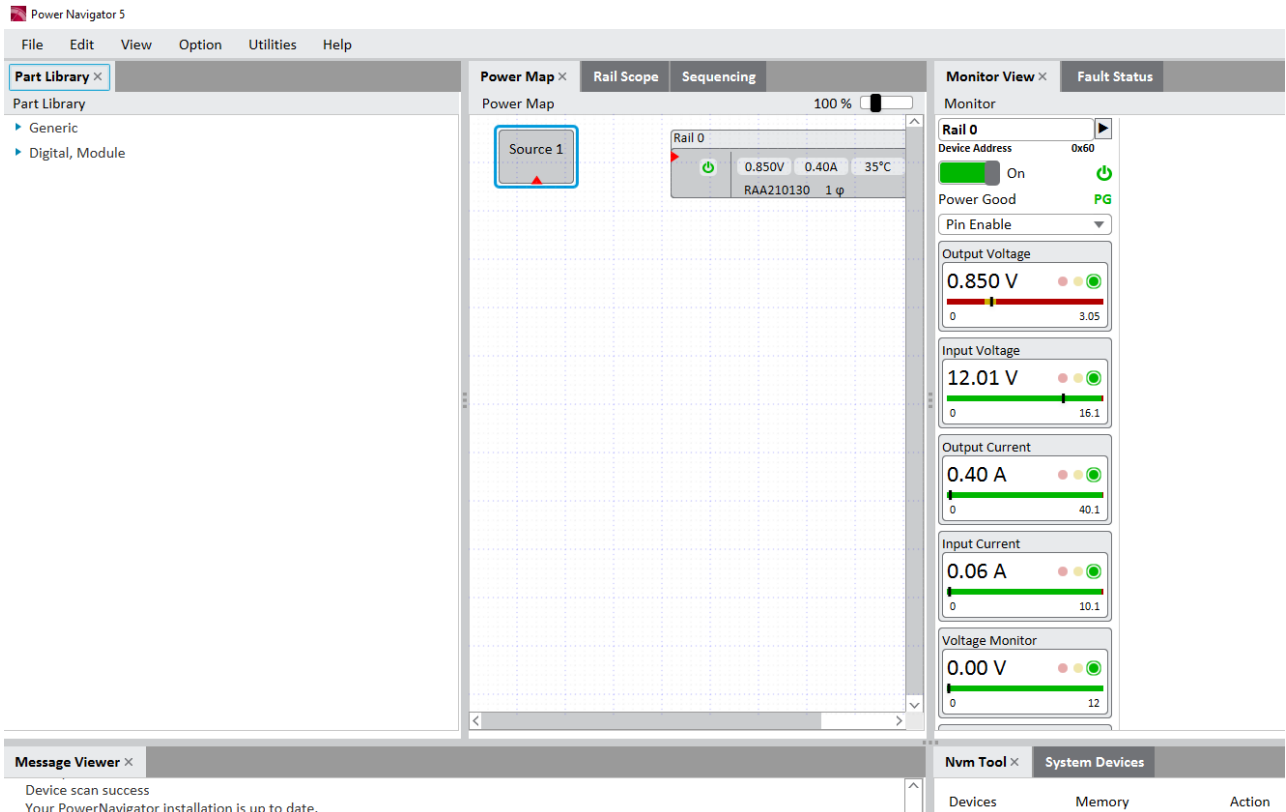 Power Navigator 5
File Edit View Option Utilities Help
Part Library ×
Part Library
Generic
Digital, Module
Power Map × Rail Scope Sequencing
Power Map 100 %
Source 1
Rail 0
0.850V 0.40A 35°C
RAA210130 1 φ
Monitor View × Fault Status
Monitor
Rail 0
Device Address 0x60
On
Power Good PG
Pin Enable
Output Voltage
0.850 V
0 3.05
Input Voltage
12.01 V
0 16.1
Output Current
0.40 A
0 40.1
Input Current
0.06 A
0 10.1
Voltage Monitor
0.00 V
0 12
Message Viewer ×
Device scan success
Your PowerNavigator installation is up to date.
Nvm Tool × System Devices
Devices Memory Action